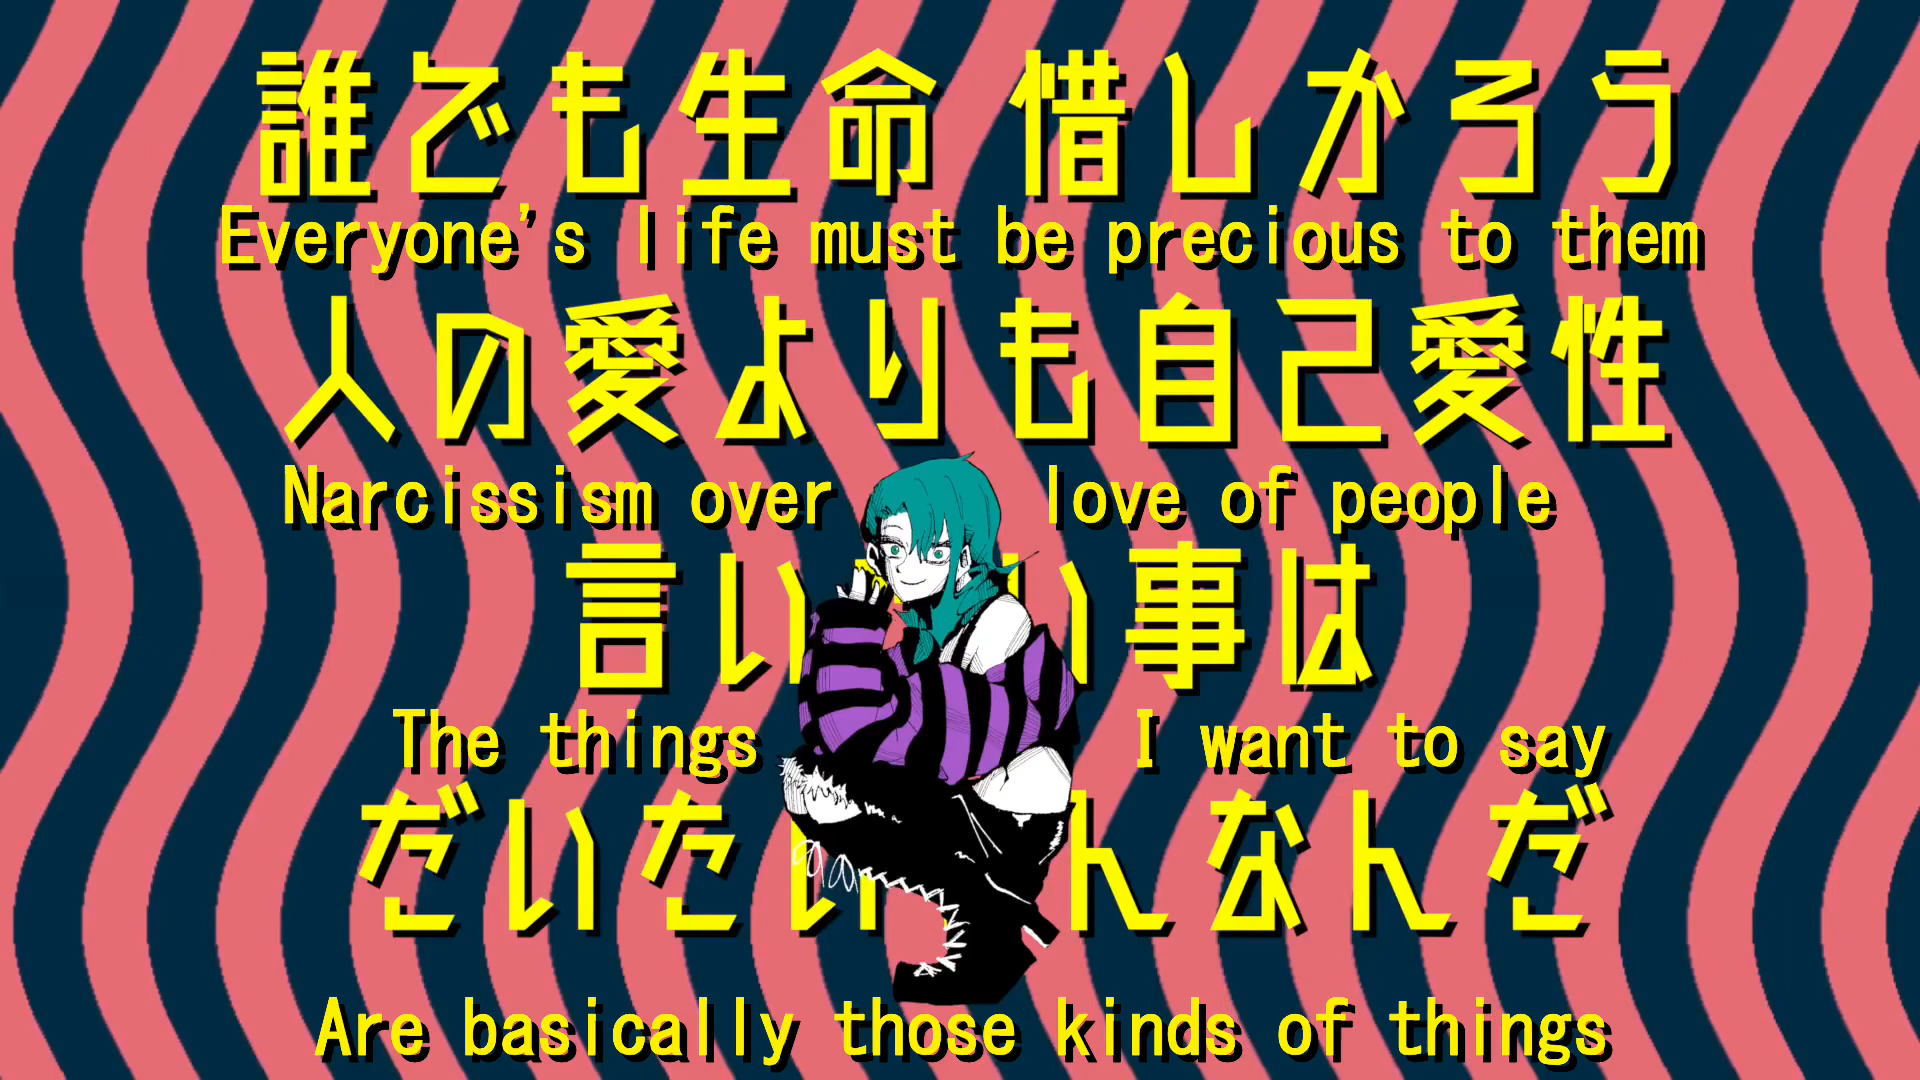 誰でも生命 惜しかろう
Everyone's life must be precious to them
人の愛よりも自己愛性
Narcissism over love of people
言い い事は
The things I want to say
だいたい んなんだ
Are basically those kinds of things